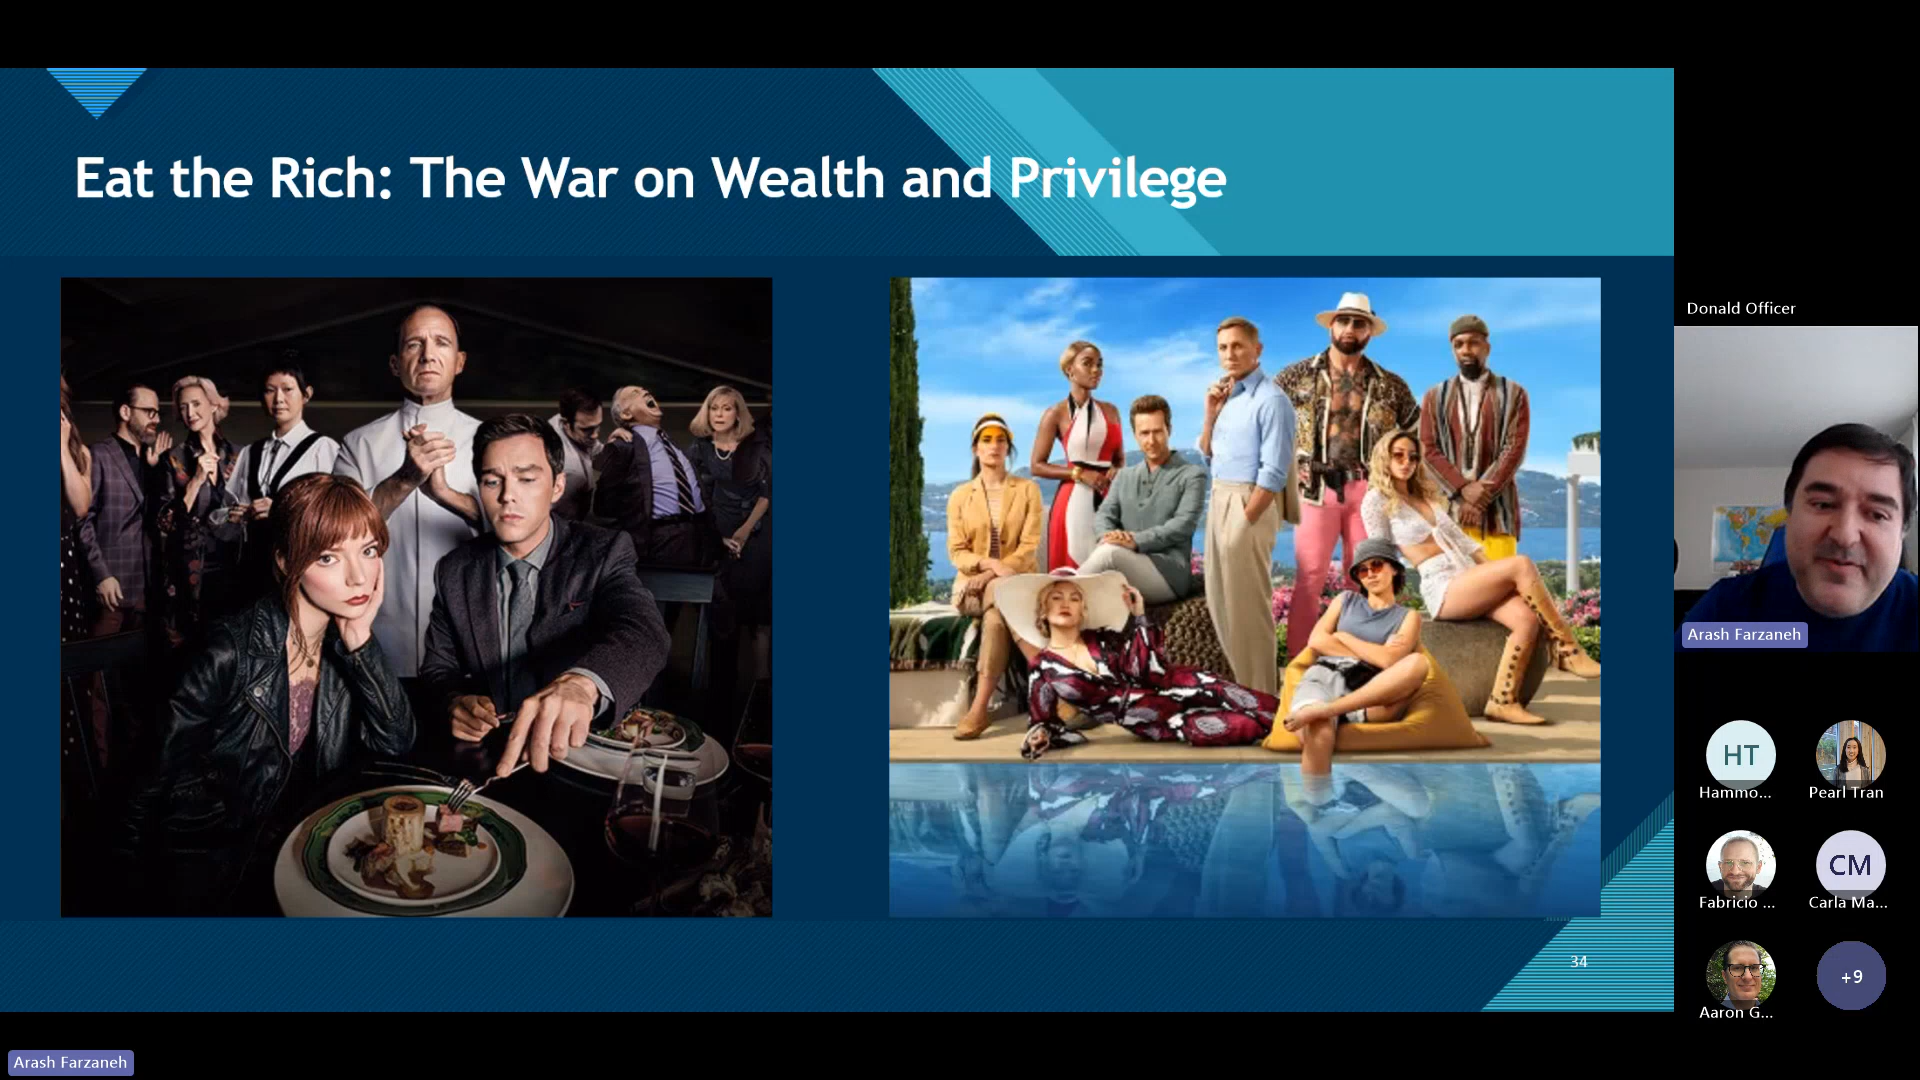 Eat the Rich: The War on Wealth and Privilege
34
Donald Officer
Arash Farzaneh
HT
Hammo...
Pearl Tran
Fabricio ...
CM
Carla Ma...
Aaron G...
+9
Arash Farzaneh